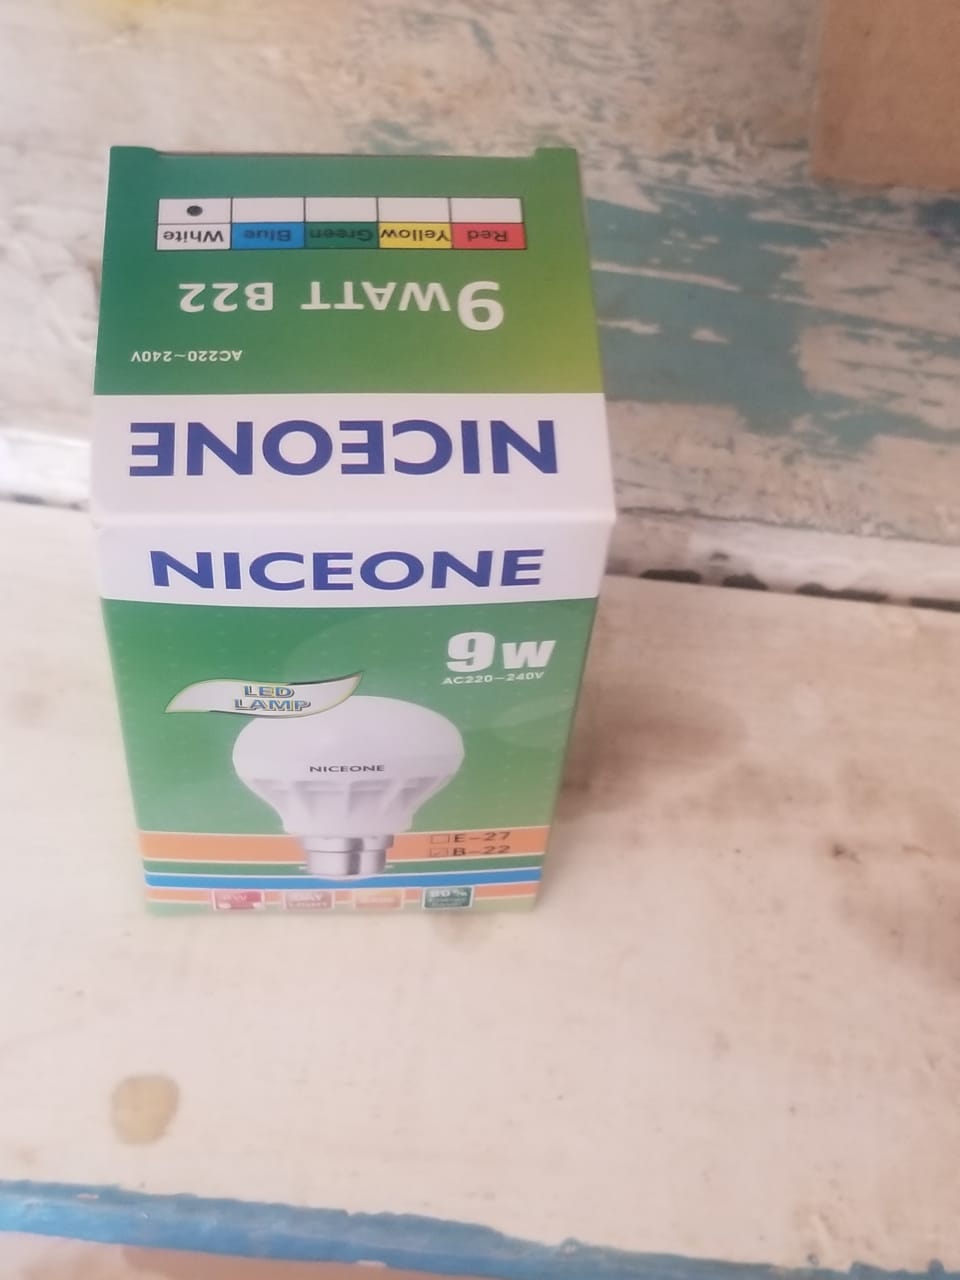 White Blue Green Yellow Red
9WATT B22
AC220~240V
NICEONE
NICEONE
9W
AC220~240V
LED
LAMP
NICEONE
E-27
B-22
80%